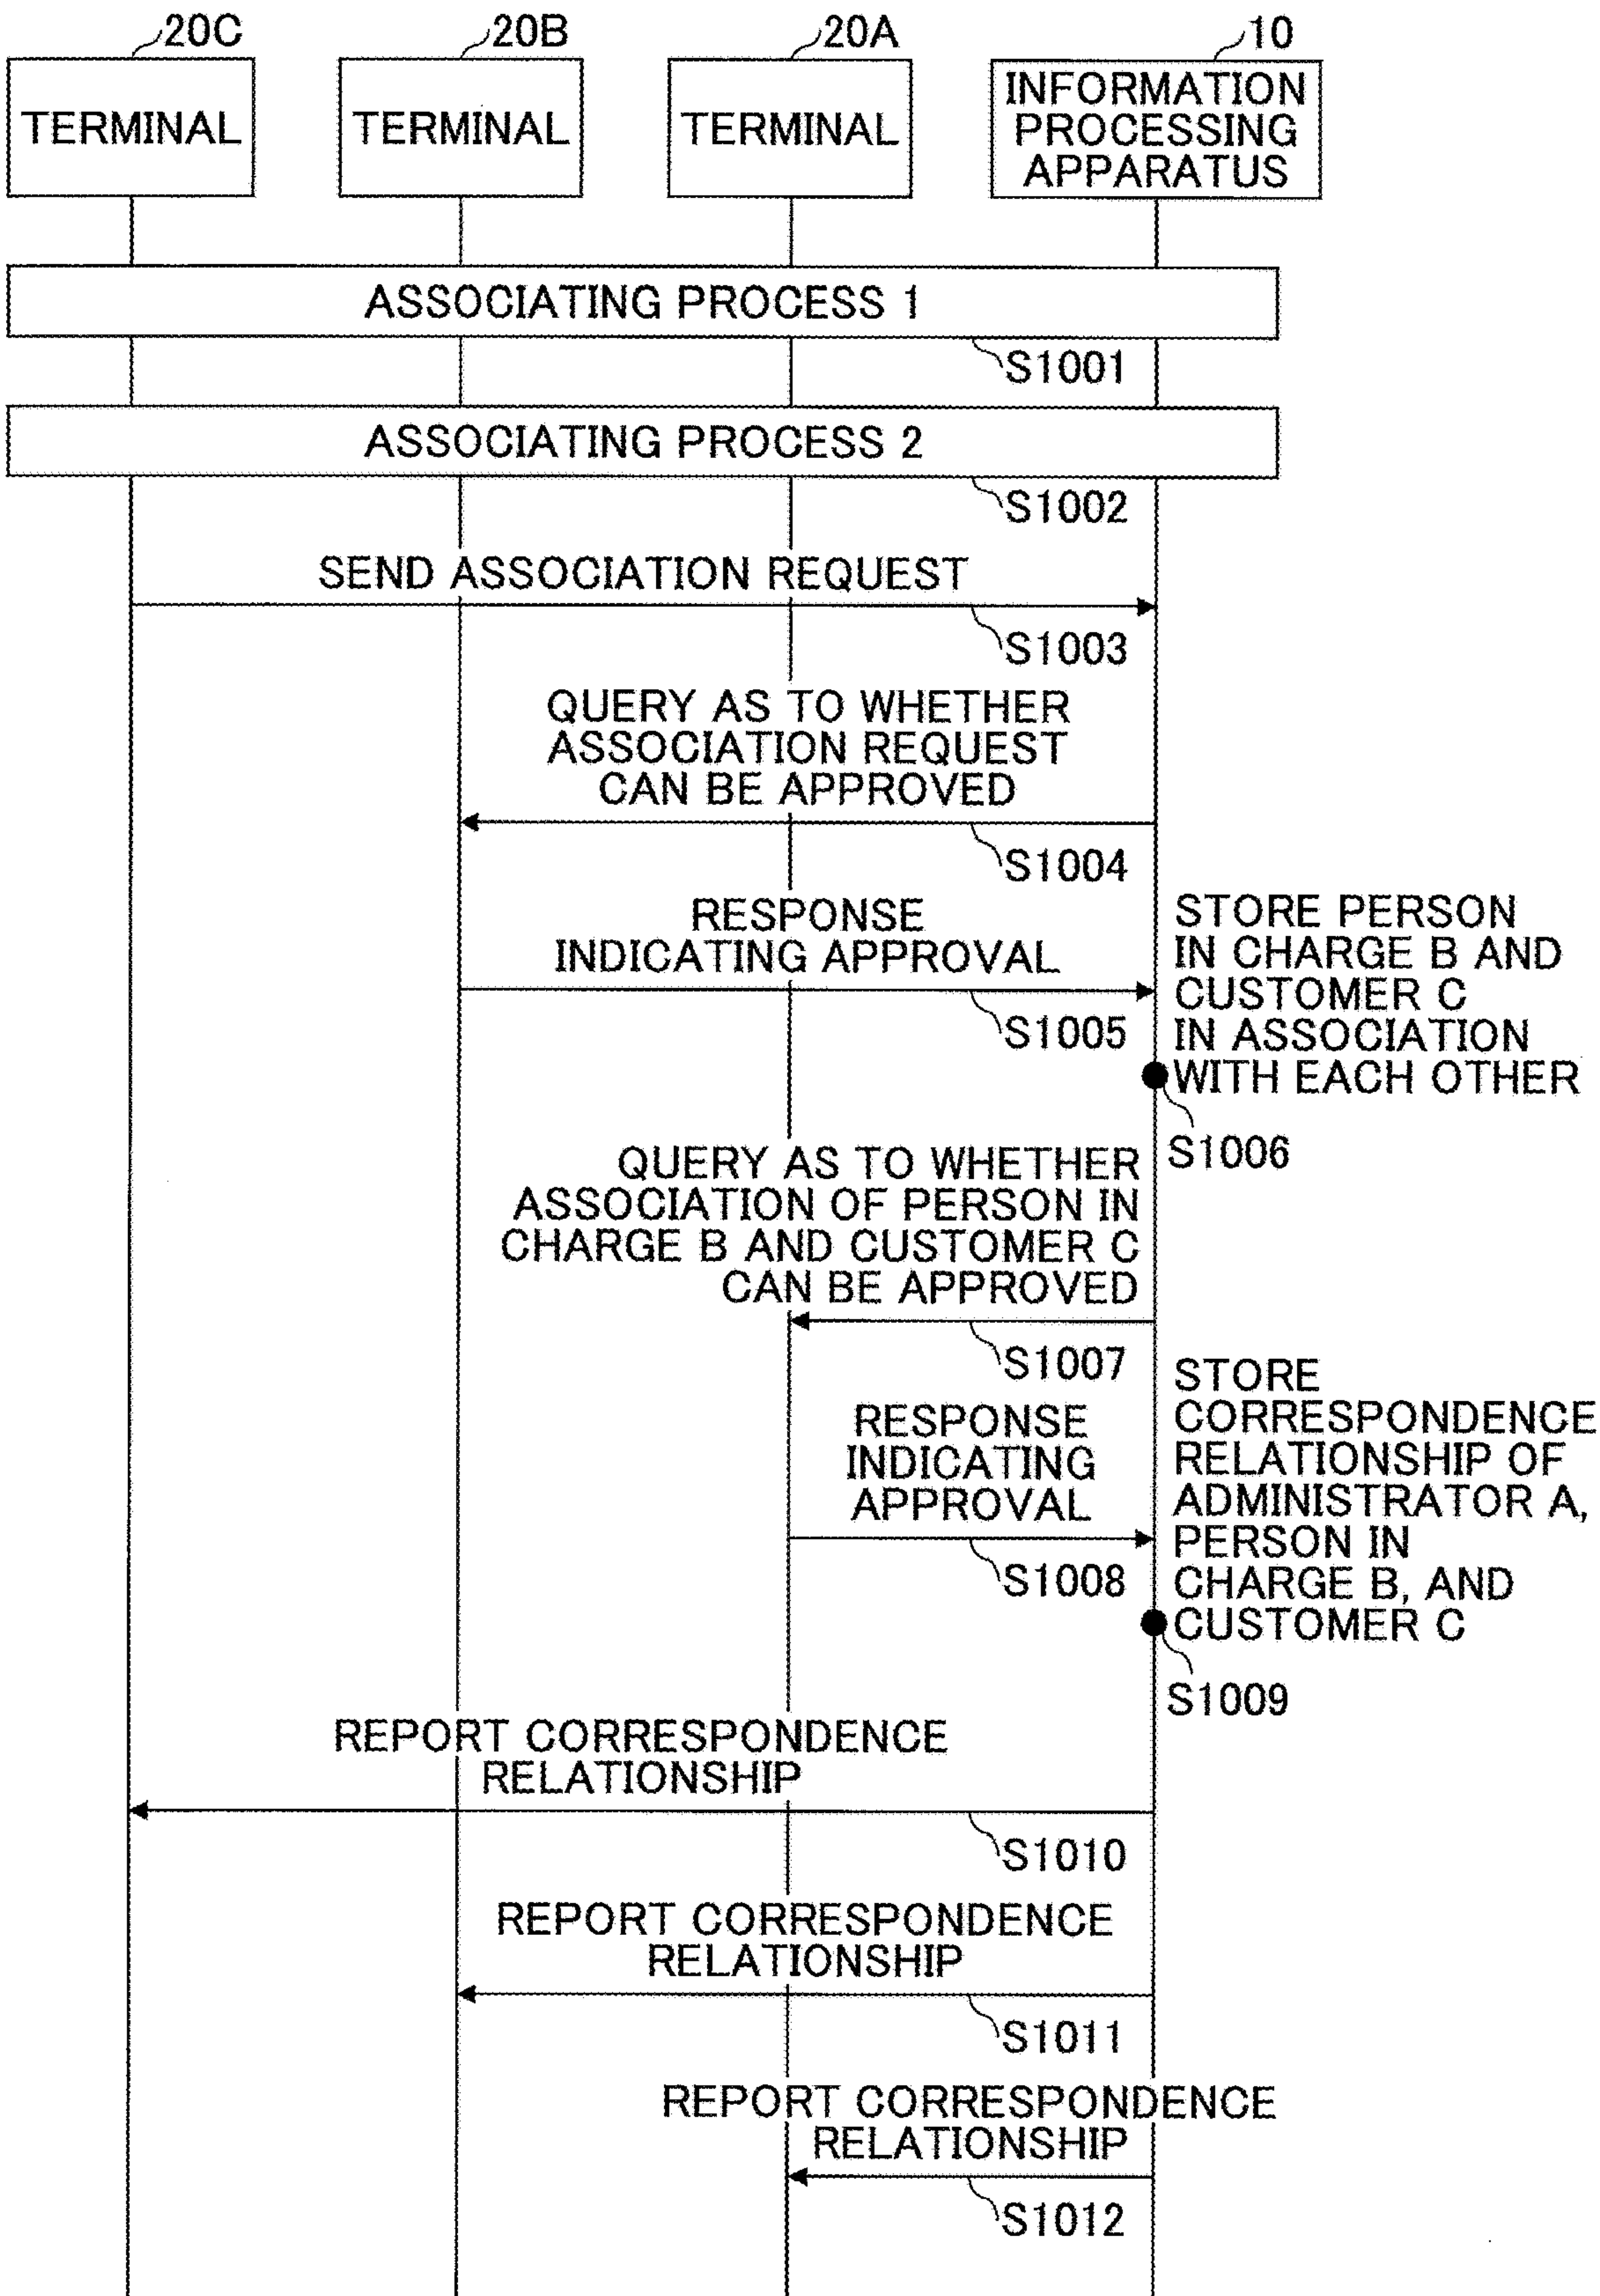 20C
20B
20A
10
TERMINAL
TERMINAL
TERMINAL
INFORMATION
PROCESSING
APPARATUS
ASSOCIATING PROCESS 1
S1001
ASSOCIATING PROCESS 2
S1002
SEND ASSOCIATION REQUEST
S1003
QUERY AS TO WHETHER
ASSOCIATION REQUEST
CAN BE APPROVED
S1004
RESPONSE
INDICATING APPROVAL
S1005
STORE PERSON
IN CHARGE B AND
CUSTOMER C
IN ASSOCIATION
WITH EACH OTHER
S1006
QUERY AS TO WHETHER
ASSOCIATION OF PERSON IN
CHARGE B AND CUSTOMER C
CAN BE APPROVED
S1007
RESPONSE
INDICATING
APPROVAL
S1008
STORE
CORRESPONDENCE
RELATIONSHIP OF
ADMINISTRATOR A,
PERSON IN
CHARGE B, AND
CUSTOMER C
S1009
REPORT CORRESPONDENCE
RELATIONSHIP
S1010
REPORT CORRESPONDENCE
RELATIONSHIP
S1011
REPORT CORRESPONDENCE
RELATIONSHIP
S1012